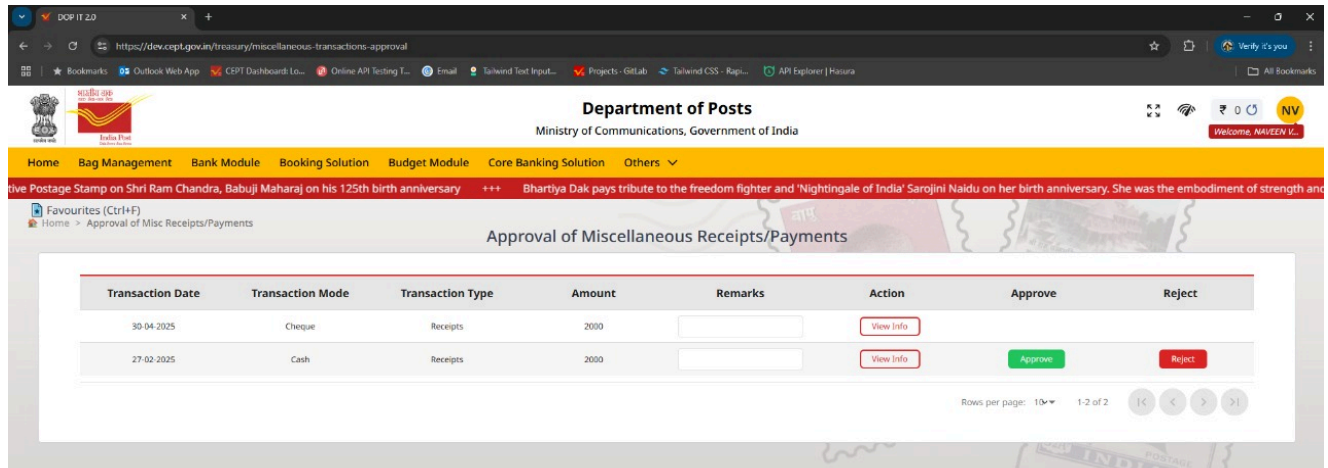 DOP IT 2.0
https://dev.cept.gov.in/treasury/miscellaneous-transactions-approval
Verify it's you
Bookmarks
Outlook Web App
CEPT Dashboard: Lo...
Online API Testing T...
Email
Tailwind Text Input...
Projects · GitLab
Tailwind CSS - Rapi...
API Explorer | Hasura
All Bookmarks
भारतीय डाक
India Post
Department of Posts
Ministry of Communications, Government of India
₹ 0
NV
Welcome, NAVEEN V...
Home Bag Management Bank Module Booking Solution Budget Module Core Banking Solution Others
tive Postage Stamp on Shri Ram Chandra, Babuji Maharaj on his 125th birth anniversary +++ Bhartiya Dak pays tribute to the freedom fighter and 'Nightingale of India' Sarojini Naidu on her birth anniversary. She was the embodiment of strength and
Favourites (Ctrl+F)
Home > Approval of Misc Receipts/Payments
Approval of Miscellaneous Receipts/Payments
Transaction Date Transaction Mode Transaction Type Amount Remarks Action Approve Reject
30-04-2025 Cheque Receipts 2000 View Info
27-02-2025 Cash Receipts 2000 View Info Approve Reject
Rows per page: 10 1-2 of 2